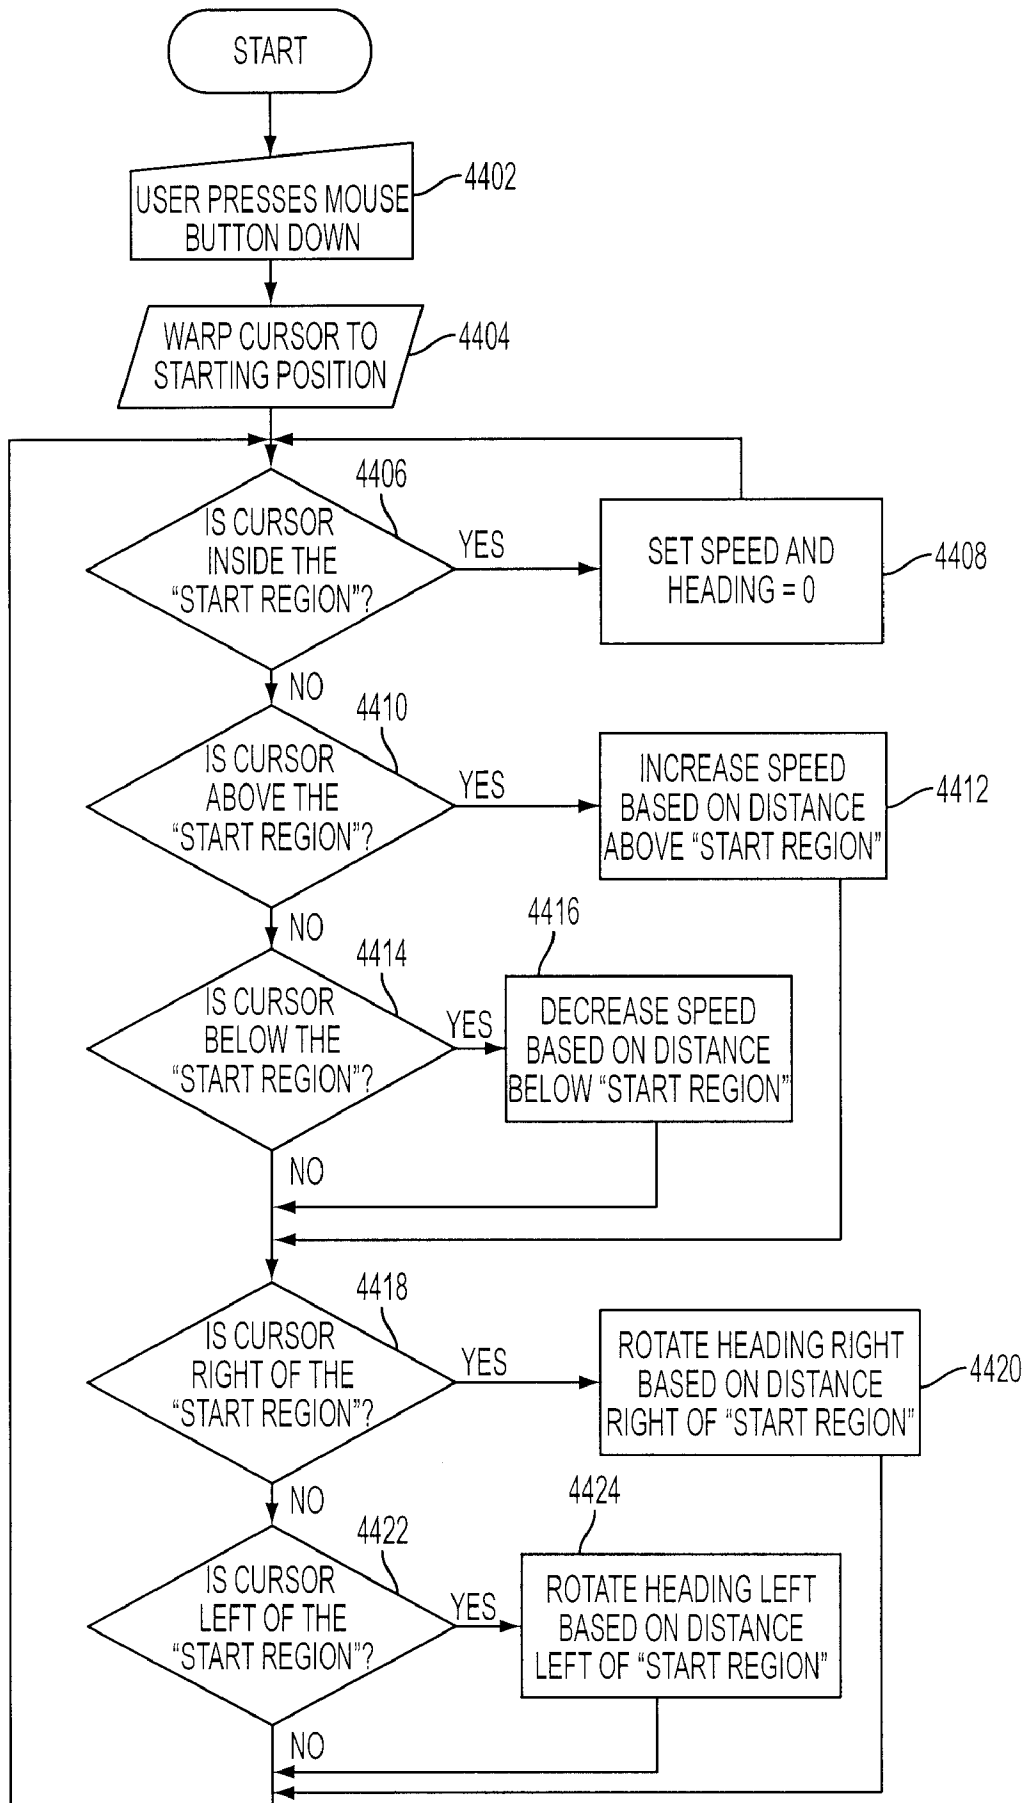 START
4402
USER PRESSES MOUSE
BUTTON DOWN
4404
WARP CURSOR TO
STARTING POSITION
4406
IS CURSOR
INSIDE THE
“START REGION”?
YES
SET SPEED AND
HEADING = 0
4408
NO
4410
IS CURSOR
ABOVE THE
“START REGION”?
YES
INCREASE SPEED
BASED ON DISTANCE
ABOVE “START REGION”
4412
NO
4414
IS CURSOR
BELOW THE
“START REGION”?
YES
4416
DECREASE SPEED
BASED ON DISTANCE
BELOW “START REGION”
NO
4418
IS CURSOR
RIGHT OF THE
“START REGION”?
YES
ROTATE HEADING RIGHT
BASED ON DISTANCE
RIGHT OF “START REGION”
4420
NO
4422
IS CURSOR
LEFT OF THE
“START REGION”?
YES
4424
ROTATE HEADING LEFT
BASED ON DISTANCE
LEFT OF “START REGION”
NO